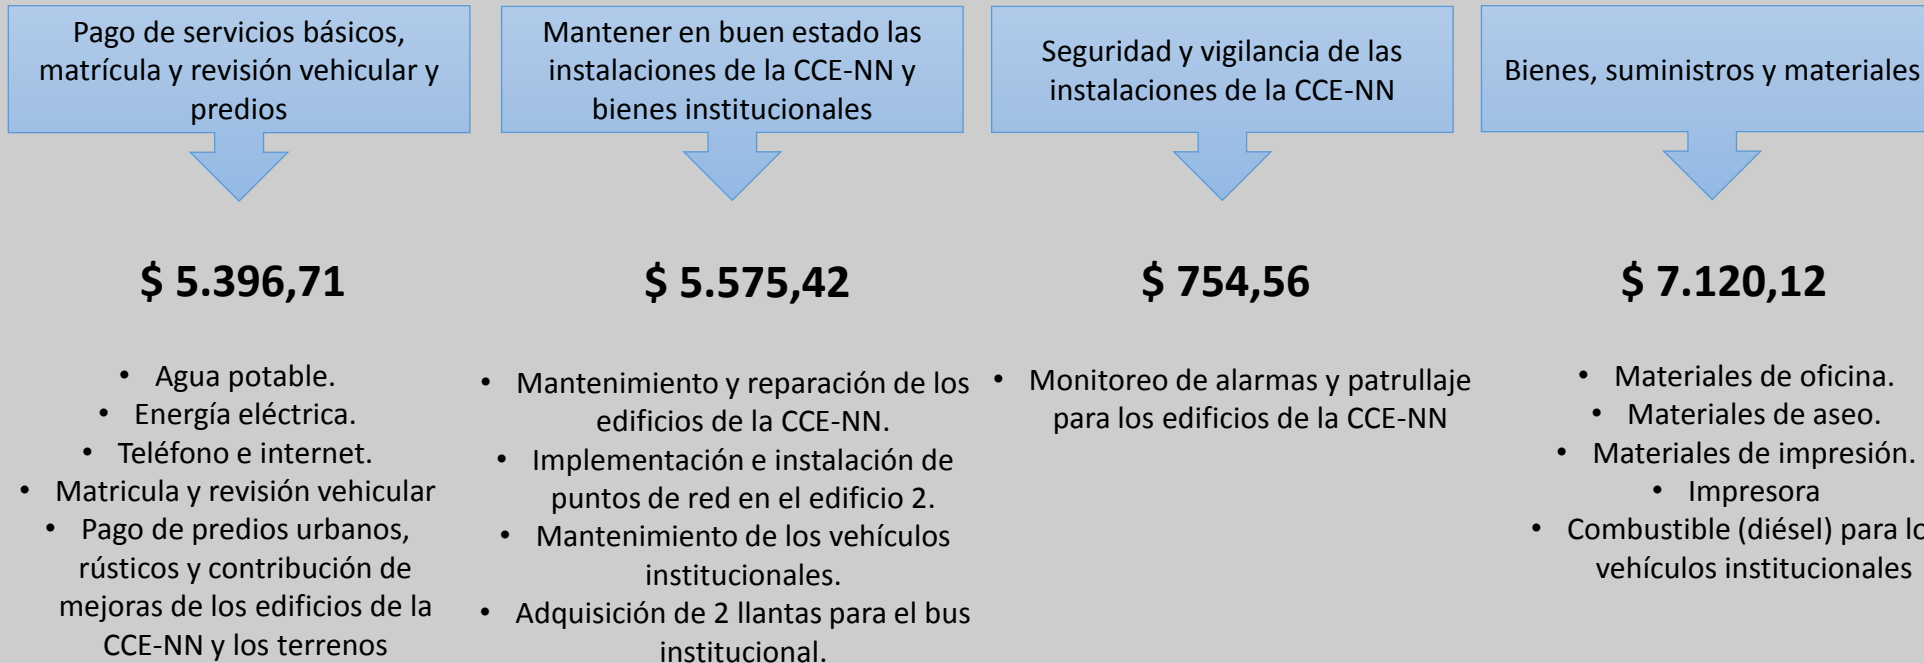 Pago de servicios básicos,
matrícula y revisión vehicular y
predios
$ 5.396,71
• Agua potable.
• Energía eléctrica.
• Teléfono e internet.
• Matricula y revisión vehicular
• Pago de predios urbanos,
rústicos y contribución de
mejoras de los edificios de la
CCE-NN y los terrenos
Mantener en buen estado las
instalaciones de la CCE-NN y
bienes institucionales
$ 5.575,42
• Mantenimiento y reparación de los
edificios de la CCE-NN.
• Implementación e instalación de
puntos de red en el edificio 2.
• Mantenimiento de los vehículos
institucionales.
• Adquisición de 2 llantas para el bus
institucional.
Seguridad y vigilancia de las
instalaciones de la CCE-NN
$ 754,56
• Monitoreo de alarmas y patrullaje
para los edificios de la CCE-NN
Bienes, suministros y materiales
$ 7.120,12
• Materiales de oficina.
• Materiales de aseo.
• Materiales de impresión.
• Impresora
• Combustible (diésel) para
vehículos institucionales